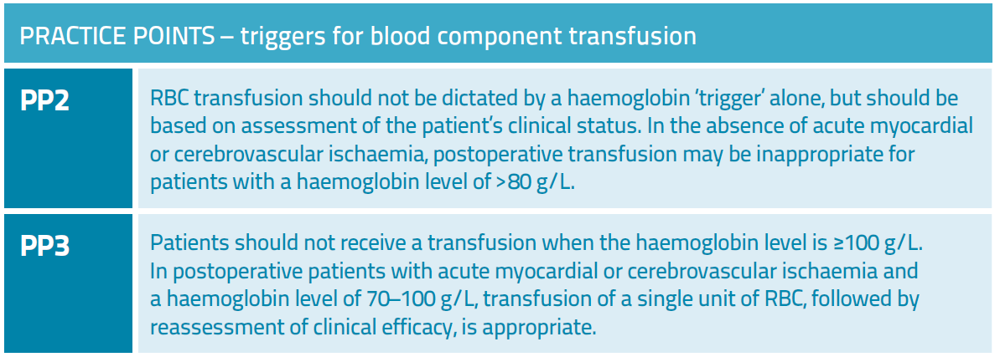 PRACTICE POINTS – triggers for blood component transfusion
PP2
RBC transfusion should not be dictated by a haemoglobin ‘trigger’ alone, but should be
based on assessment of the patient’s clinical status. In the absence of acute myocardial
or cerebrovascular ischaemia, postoperative transfusion may be inappropriate for
patients with a haemoglobin level of >80 g/L.
PP3
Patients should not receive a transfusion when the haemoglobin level is ≥100 g/L.
In postoperative patients with acute myocardial or cerebrovascular ischaemia and
a haemoglobin level of 70–100 g/L, transfusion of a single unit of RBC, followed by
reassessment of clinical efficacy, is appropriate.